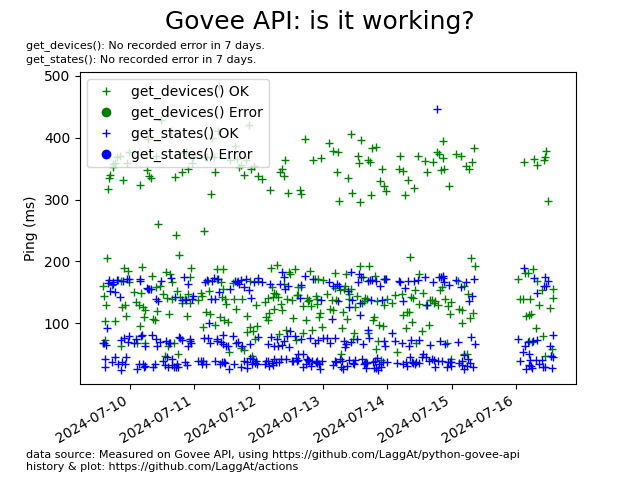 Govee API: is it working?
get_devices(): No recorded error in 7 days.
get_states(): No recorded error in 7 days.
500
400
300
200
100
Ping (ms)
get_devices() OK
get_devices() Error
get_states() OK
get_states() Error
2024-07-10
2024-07-11
2024-07-12
2024-07-13
2024-07-14
2024-07-15
2024-07-16
data source: Measured on Govee API, using https://github.com/LaggAt/python-govee-api
history & plot: https://github.com/LaggAt/actions